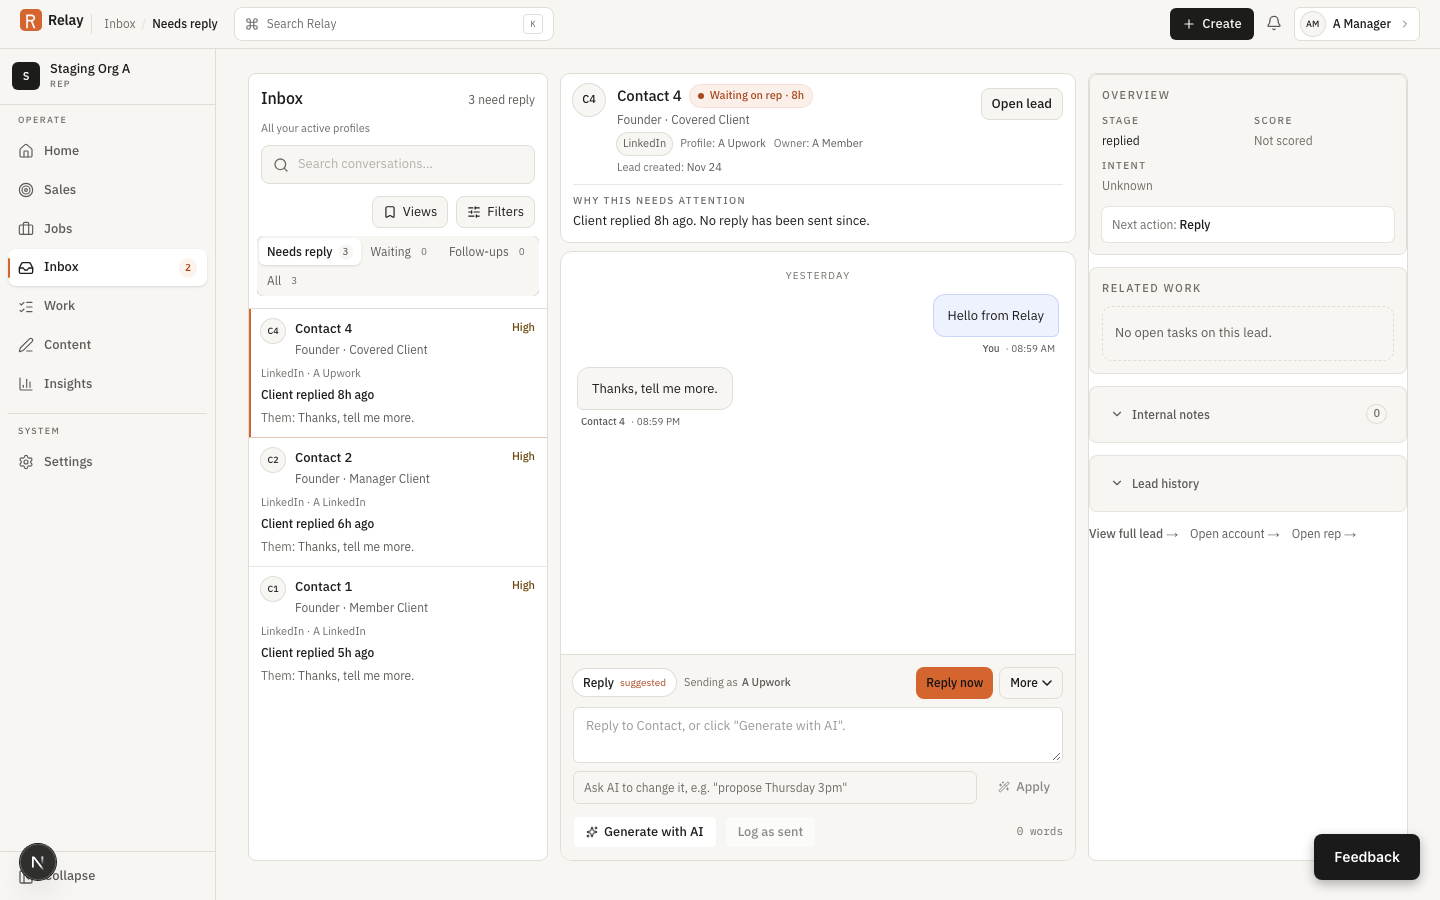 Relay
Inbox / Needs reply
Search Relay
K
Create
AM
A Manager
S
Staging Org A
REP
OPERATE
Home
Sales
Jobs
Inbox
2
Work
Content
Insights
SYSTEM
Settings
N
Collapse
Inbox
3 need reply
All your active profiles
Search conversations...
Views
Filters
Needs reply 3
Waiting 0
Follow-ups 0
All 3
C4
Contact 4
High
Founder · Covered Client
LinkedIn · A Upwork
Client replied 8h ago
Them: Thanks, tell me more.
C2
Contact 2
High
Founder · Manager Client
LinkedIn · A LinkedIn
Client replied 6h ago
Them: Thanks, tell me more.
C1
Contact 1
High
Founder · Member Client
LinkedIn · A LinkedIn
Client replied 5h ago
Them: Thanks, tell me more.
C4
Contact 4
Waiting on rep · 8h
Open lead
Founder · Covered Client
LinkedIn Profile: A Upwork Owner: A Member
Lead created: Nov 24
WHY THIS NEEDS ATTENTION
Client replied 8h ago. No reply has been sent since.
YESTERDAY
Hello from Relay
You · 08:59 AM
Thanks, tell me more.
Contact 4 · 08:59 PM
Reply suggested
Sending as A Upwork
Reply now
More
Reply to Contact, or click "Generate with AI".
Ask AI to change it, e.g. "propose Thursday 3pm"
Apply
Generate with AI
Log as sent
0 words
OVERVIEW
STAGE
SCORE
replied
Not scored
INTENT
Unknown
Next action: Reply
RELATED WORK
No open tasks on this lead.
Internal notes
0
Lead history
View full lead →
Open account →
Open rep →
Feedback